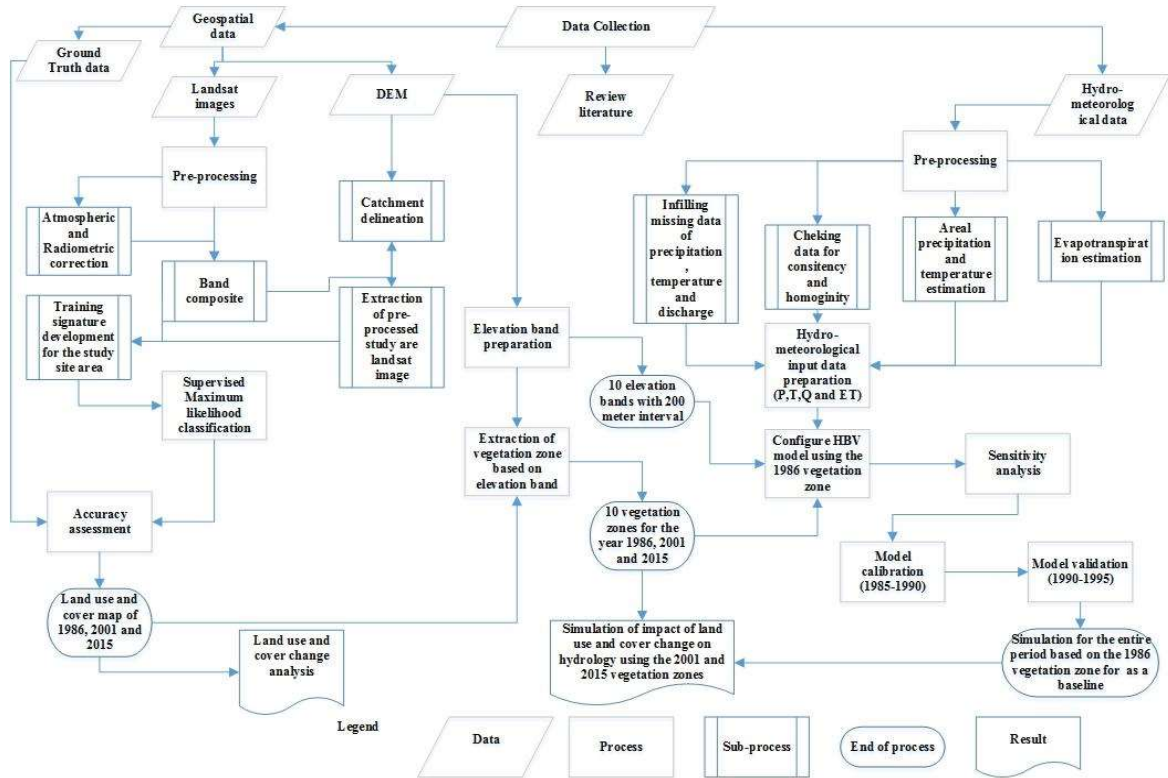 Geospatial
data
Data Collection
Ground
Truth data
Landsat
images
DEM
Review
literature
Hydro-
meteorolog
ical data
Pre-processing
Pre-processing
Atmospheric
and
Radiometric
correction
Catchment
delineation
Infilling
missing data
of
precipitation
,
temperature
and
discharge
Cheking
data for
consitency
and
homoginity
Areal
precipitation
and
temperature
estimation
Evapotranspirat
ion estimation
Band
composite
Training
signature
development
for the study
site area
Extraction
of pre-
processed
study are
landsat
image
Elevation band
preparation
Hydro-
meteorological
input data
preparation
(P,T,Q and ET)
Supervised
Maximum
likelihood
classification
10 elevation
bands with 200
meter interval
Extraction of
vegetation zone
based on
elevation band
Configure HBV
model using the
1986 vegetation
zone
Sensitivity
analysis
Accuracy
assessment
10 vegetation
zones for the
year 1986, 2001
and 2015
Model
calibration
(1985-1990)
Model validation
(1990-1995)
Land use and
cover map of
1986, 2001 and
2015
Land use and
cover change
analysis
Simulation of impact of land
use and cover change on
hydrology using the 2001 and
2015 vegetation zones
Simulation for the entire
period based on the 1986
vegetation zone for as a
baseline
Legend
Data
Process
Sub-process
End of process
Result